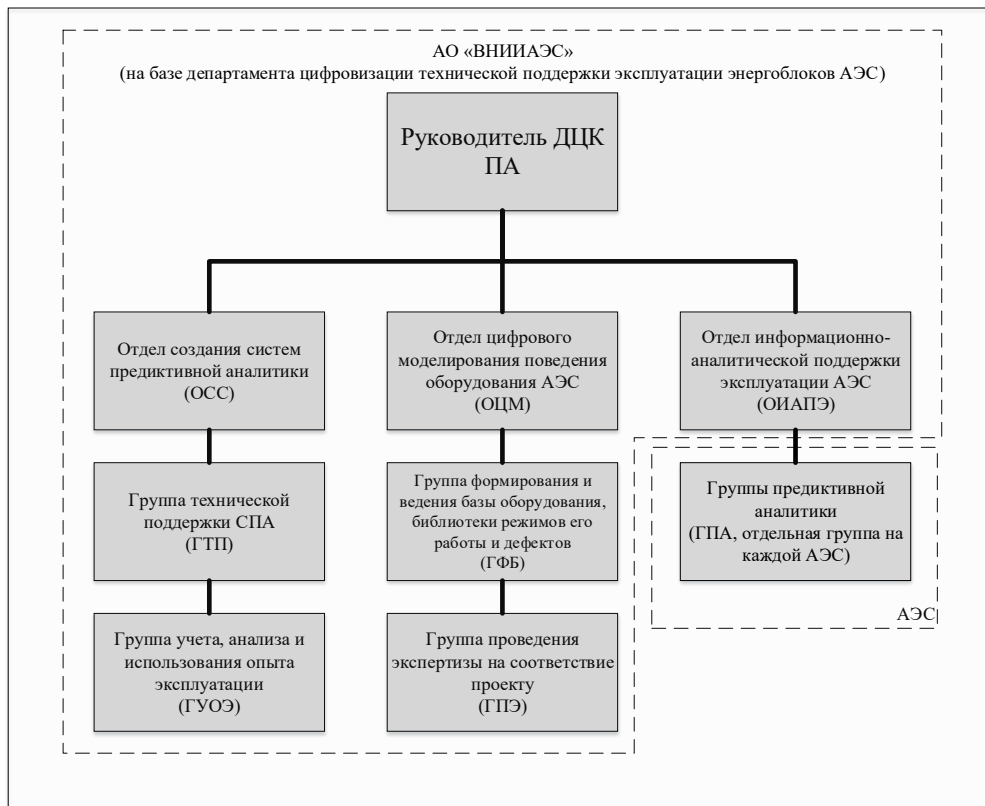 АО «ВНИИАЭС»
(на базе департамента цифровизации технической поддержки эксплуатации энергоблоков АЭС)
Руководитель ДЦК
ПА
Отдел создания систем
предиктивной аналитики
(ОСС)
Отдел цифрового
моделирования поведения
оборудования АЭС
(ОЦМ)
Отдел информационно-
аналитической поддержки
эксплуатации АЭС
(ОИАПЭ)
Группа технической
поддержки СПА
(ГТП)
Группа формирования и
ведения базы оборудования,
библиотеки режимов его
работы и дефектов
(ГФБ)
Группы предиктивной
аналитики
(ГПА, отдельная группа на
каждой АЭС)
АЭС
Группа учета, анализа и
использования опыта
эксплуатации
(ГУОЭ)
Группа проведения
экспертизы на соответствие
проекту
(ГПЭ)